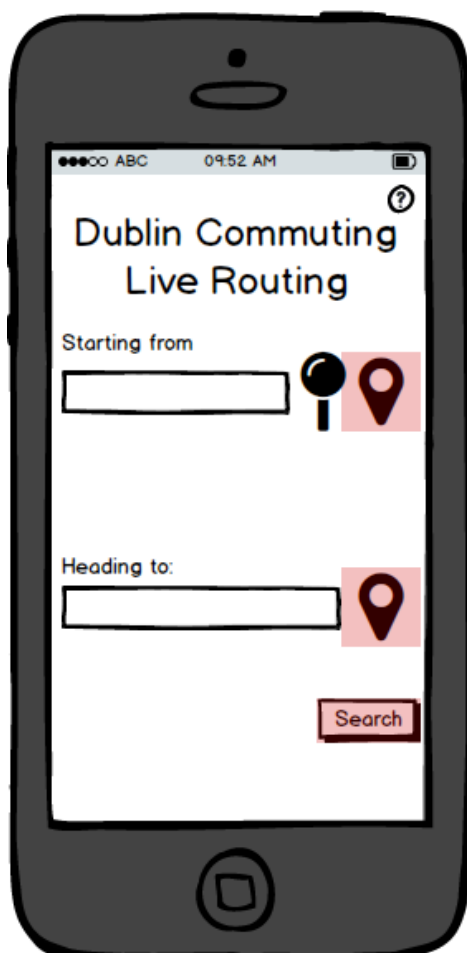 ABC 09:52 AM
?
Dublin Commuting
Live Routing
Starting from
Heading to:
Search